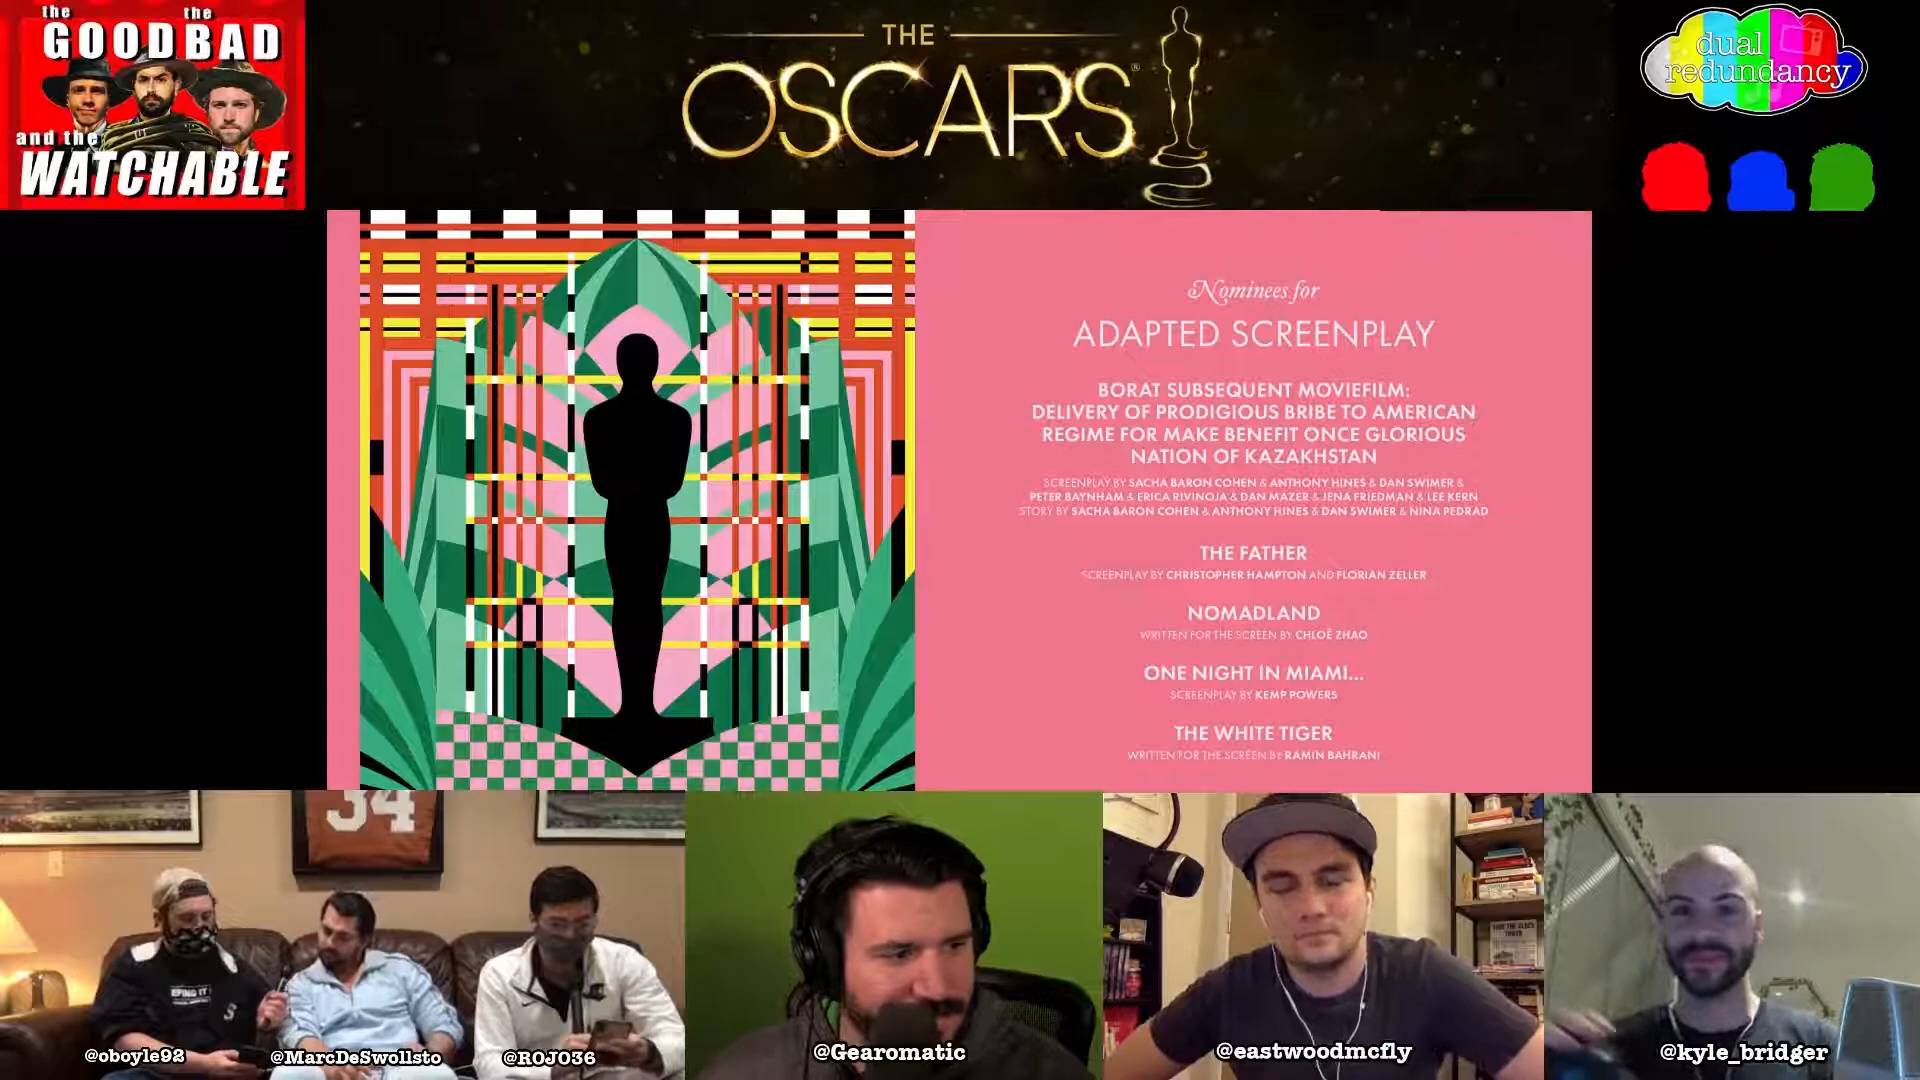 the the
GOOD BAD
and the
WATCHABLE
THE
OSCARS
dual
redundancy
Nominees for
ADAPTED SCREENPLAY
BORAT SUBSEQUENT MOVIEFILM:
DELIVERY OF PRODIGIOUS BRIBE TO AMERICAN
REGIME FOR MAKE BENEFIT ONCE GLORIOUS
NATION OF KAZAKHSTAN
SCREENPLAY BY SACHA BARON COHEN & ANTHONY HINES & DAN SWIMER &
PETER BAYNHAM & ERICA RIVINOJA & DAN MAZER & JENA FRIEDMAN & LEE KERN
STORY BY SACHA BARON COHEN & ANTHONY HINES & DAN SWIMER & NINA PEDRAD
THE FATHER
SCREENPLAY BY CHRISTOPHER HAMPTON AND FLORIAN ZELLER
NOMADLAND
WRITTEN FOR THE SCREEN BY CHLOÉ ZHAO
ONE NIGHT IN MIAMI...
SCREENPLAY BY KEMP POWERS
THE WHITE TIGER
WRITTEN FOR THE SCREEN BY RAMIN BAHRANI
34
@oboyle92
@MarcDeSwollsto
@ROJO36
@Gearomatic
@eastwoodmcfly
@kyle_bridger